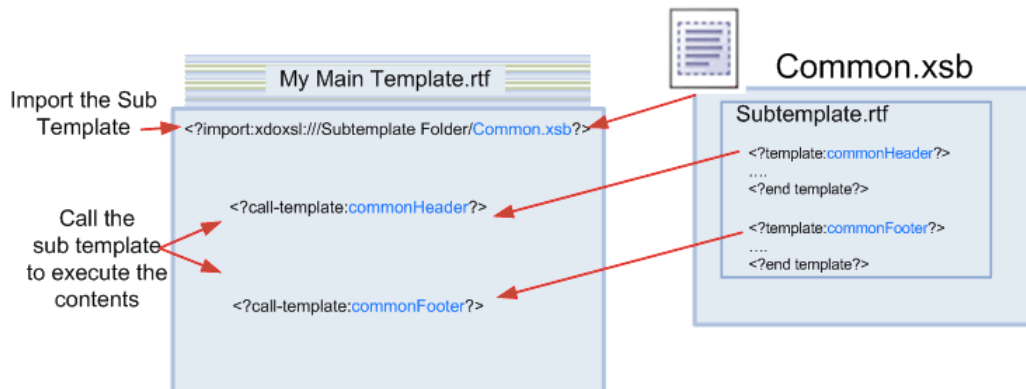 Common.xsb
My Main Template.rtf
Import the Sub
Template
<?import:xdoxsl:///Subtemplate Folder/Common.xsb?>
Subtemplate.rtf
<?template:commonHeader?>
....
<?end template?>
Call the
sub template
to execute the
contents
<?call-template:commonHeader?>
<?template:commonFooter?>
....
<?end template?>
<?call-template:commonFooter?>